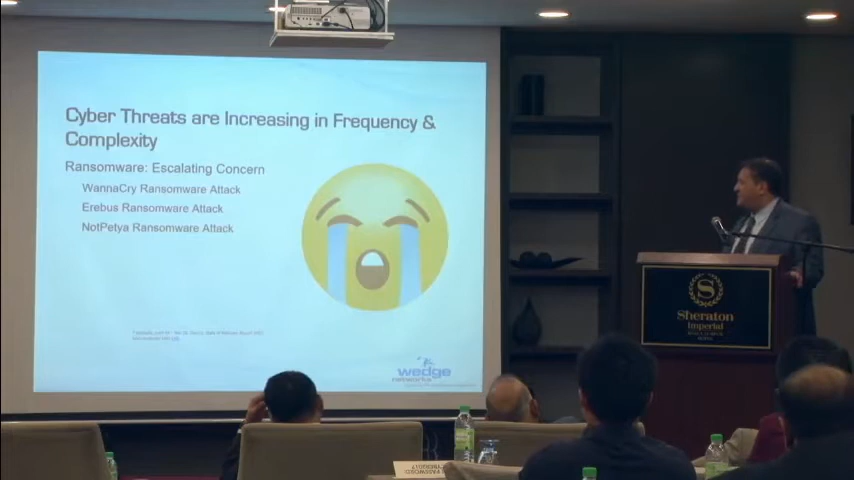 Cyber Threats are Increasing in Frequency &
Complexity
Ransomware: Escalating Concern
WannaCry Ransomware Attack
Erebus Ransomware Attack
NotPetya Ransomware Attack
wedge
networks
S
Sheraton
Imperial